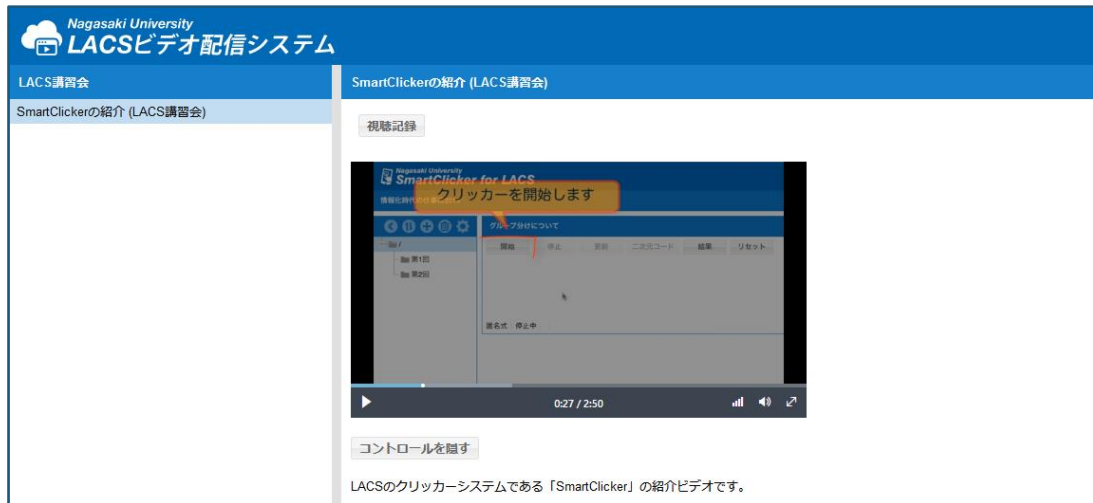 Nagasaki University
LACSビデオ配信システム
LACS講習会
SmartClickerの紹介 (LACS講習会)
SmartClickerの紹介 (LACS講習会)
視聴記録
Nagasaki University
SmartClicker for LACS
クリッカーを開始します
グループ分けについて
開始 停止 更新 二次元コード 結果 リセット
/
第1回
第2回
匿名式 停止中
0:27 / 2:50
コントロールを隠す
LACSのクリッカーシステムである「SmartClicker」の紹介ビデオです。